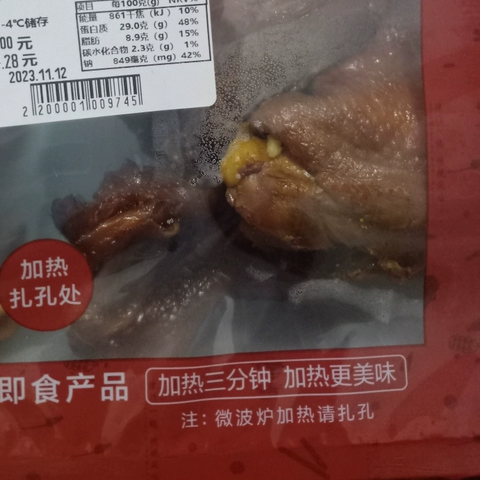 项目 每100克(g) NRV%
能量 861千焦(kJ) 10%
蛋白质 29.0克(g) 48%
脂肪 8.9克(g) 15%
碳水化合物 2.3克(g) 1%
钠 849毫克(mg) 42%
-4℃储存
00 元
.28 元
2023.11.12
2 200001 009745
加热
扎孔处
即食产品 加热三分钟 加热更美味
注:微波炉加热请扎孔